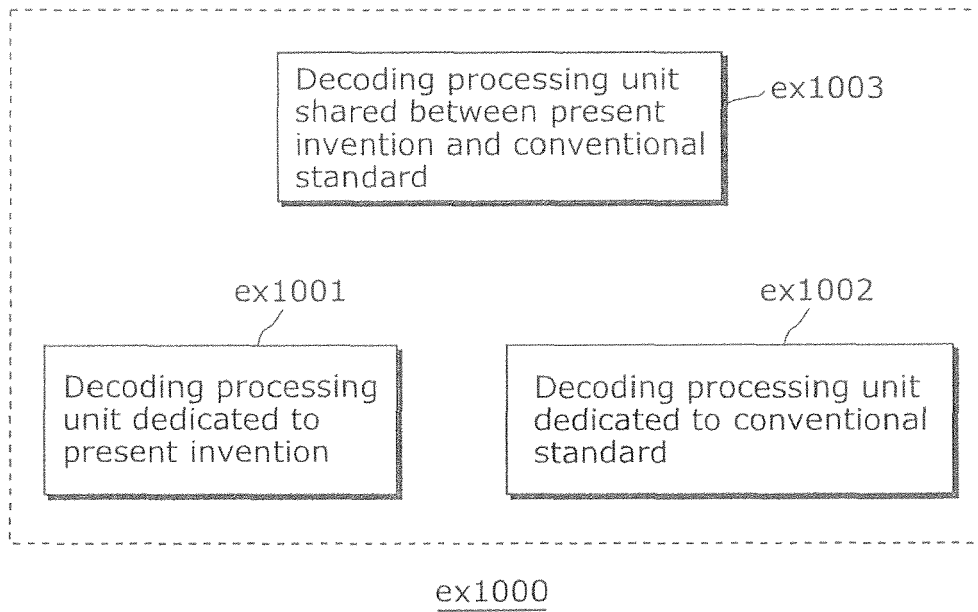 Decoding processing unit
shared between present
invention and conventional
standard
ex1003
ex1001
ex1002
Decoding processing
unit dedicated to
present invention
Decoding processing unit
dedicated to conventional
standard
ex1000